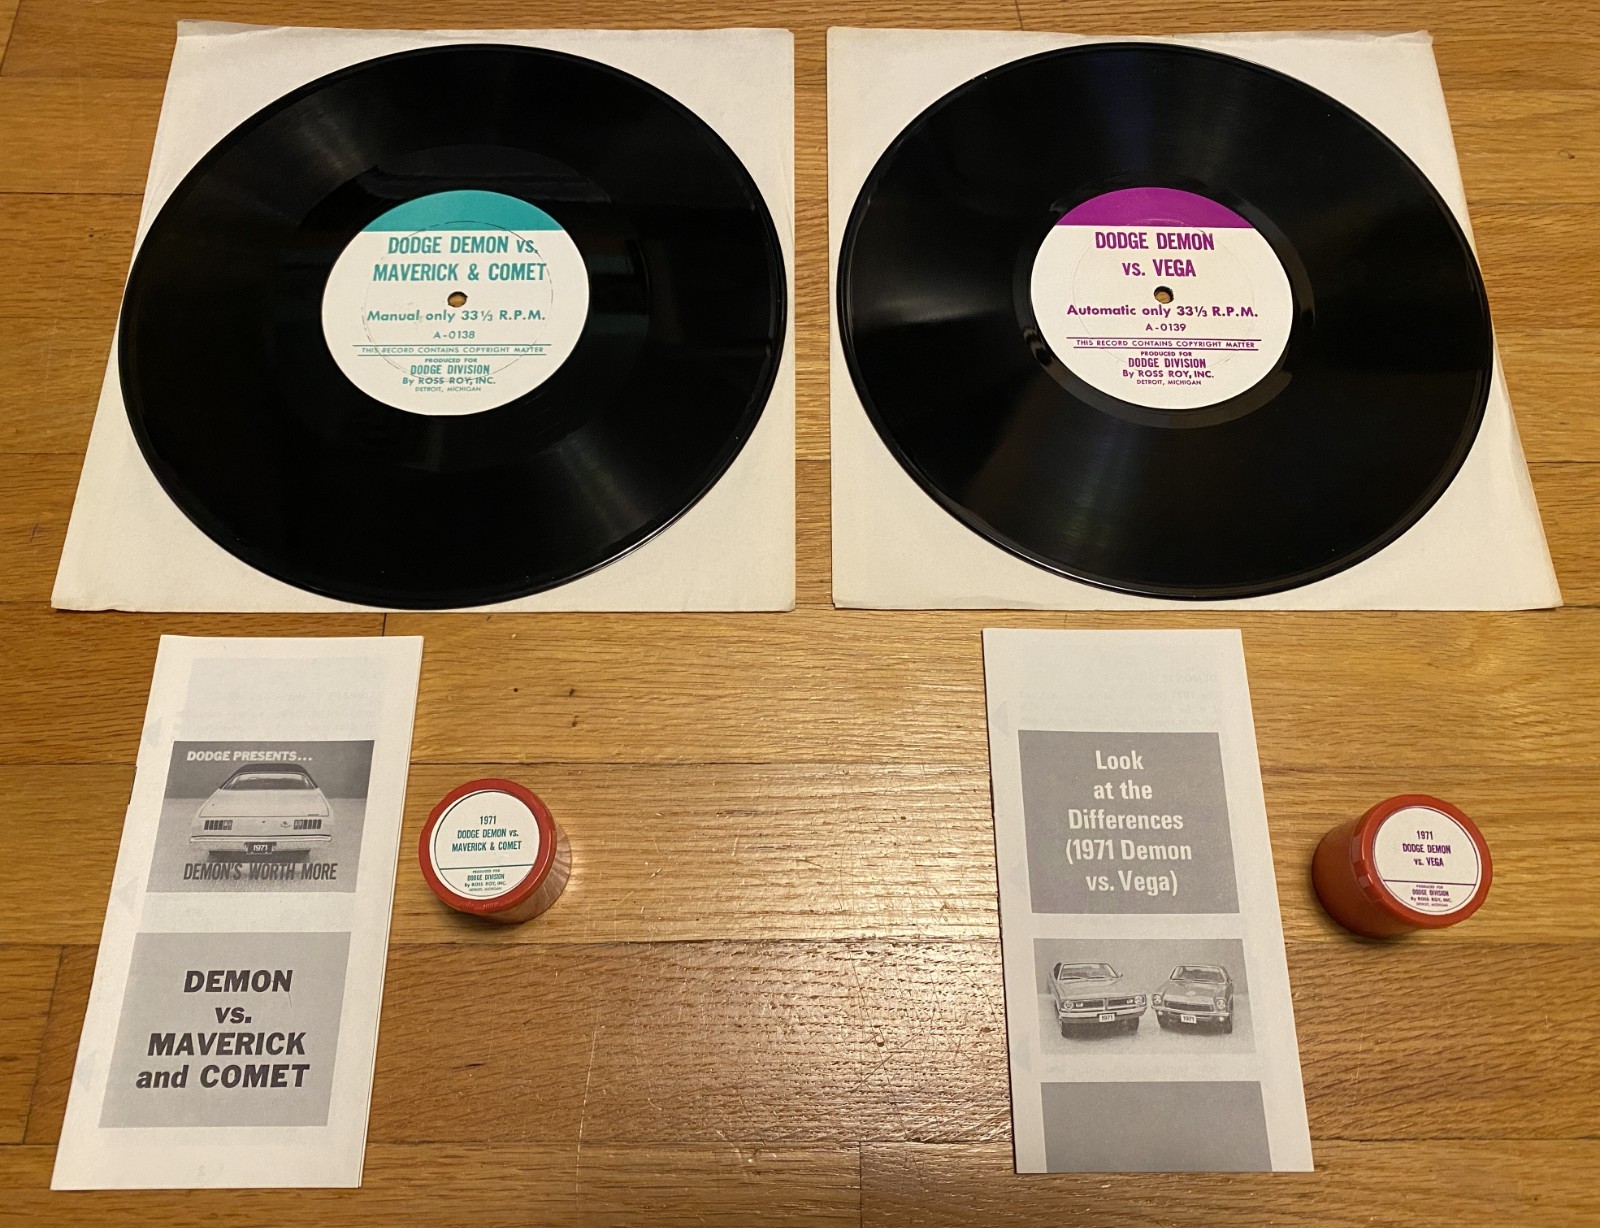 DODGE DEMON vs.
MAVERICK & COMET
Manual only 33⅓ R.P.M.
A-0138
THIS RECORD CONTAINS COPYRIGHT MATTER
PRODUCED FOR
DODGE DIVISION
By ROSS ROY, INC.
DETROIT, MICHIGAN
DODGE DEMON
vs. VEGA
Automatic only 33⅓ R.P.M.
A-0139
THIS RECORD CONTAINS COPYRIGHT MATTER
PRODUCED FOR
DODGE DIVISION
By ROSS ROY, INC.
DETROIT, MICHIGAN
DODGE PRESENTS...
1971
DEMON'S WORTH MORE
DEMON
vs.
MAVERICK
and COMET
1971
DODGE DEMON vs.
MAVERICK & COMET
PRODUCED FOR
DODGE DIVISION
By ROSS ROY, INC.
DETROIT, MICHIGAN
Look
at the
Differences
(1971 Demon
vs. Vega)
1971
1971
1971
DODGE DEMON
vs. VEGA
PRODUCED FOR
DODGE DIVISION
By ROSS ROY, INC.
DETROIT, MICHIGAN